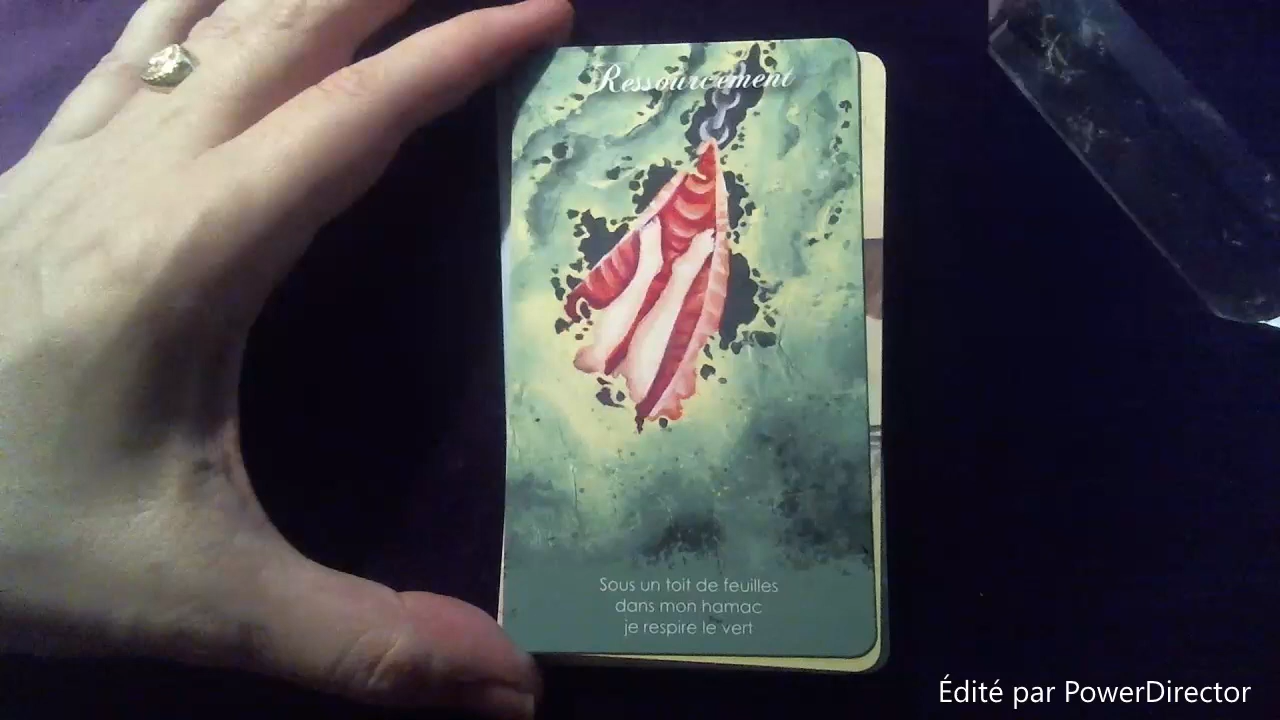 Ressourcement
Sous un toit de feuilles
dans mon hamac
je respire le vert
Édité par PowerDirector